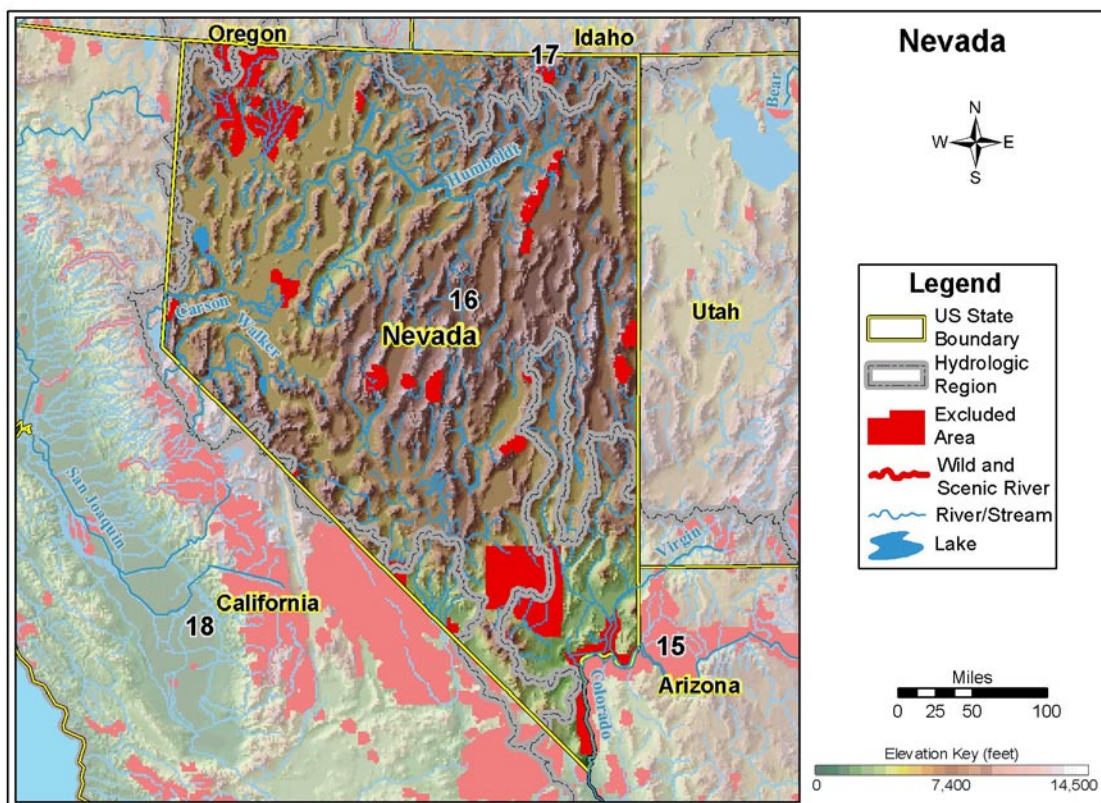 Nevada
N
W E
S
Oregon
Idaho
17
Bear
Humboldt
16
Nevada
Utah
Carson
Walker
San Joaquin
California
18
Virgin
15
Arizona
Colorado
Legend
US State
Boundary
Hydrologic
Region
Excluded
Area
Wild and
Scenic River
River/Stream
Lake
Miles
0 25 50 100
Elevation Key (feet)
0 7,400 14,500